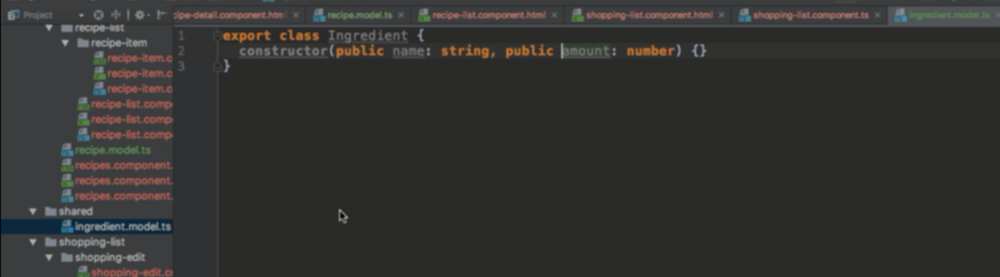 Project
ipe-detail.component.htm
recipe.model.ts
recipe-list.component.html
shopping-list.component.html
shopping-list.component.ts
ingredient.model.ts
recipe-list
recipe-item
recipe-item.c
recipe-item.c
recipe-item.c
recipe-list.comp
recipe-list.comp
recipe-list.comp
recipe.model.ts
recipes.component.
recipes.component.
recipes.component.
shared
ingredient.model.ts
shopping-list
shopping-edit
shopping-edit.c
1 export class Ingredient {
2 constructor(public name: string, public amount: number) {}
3 }